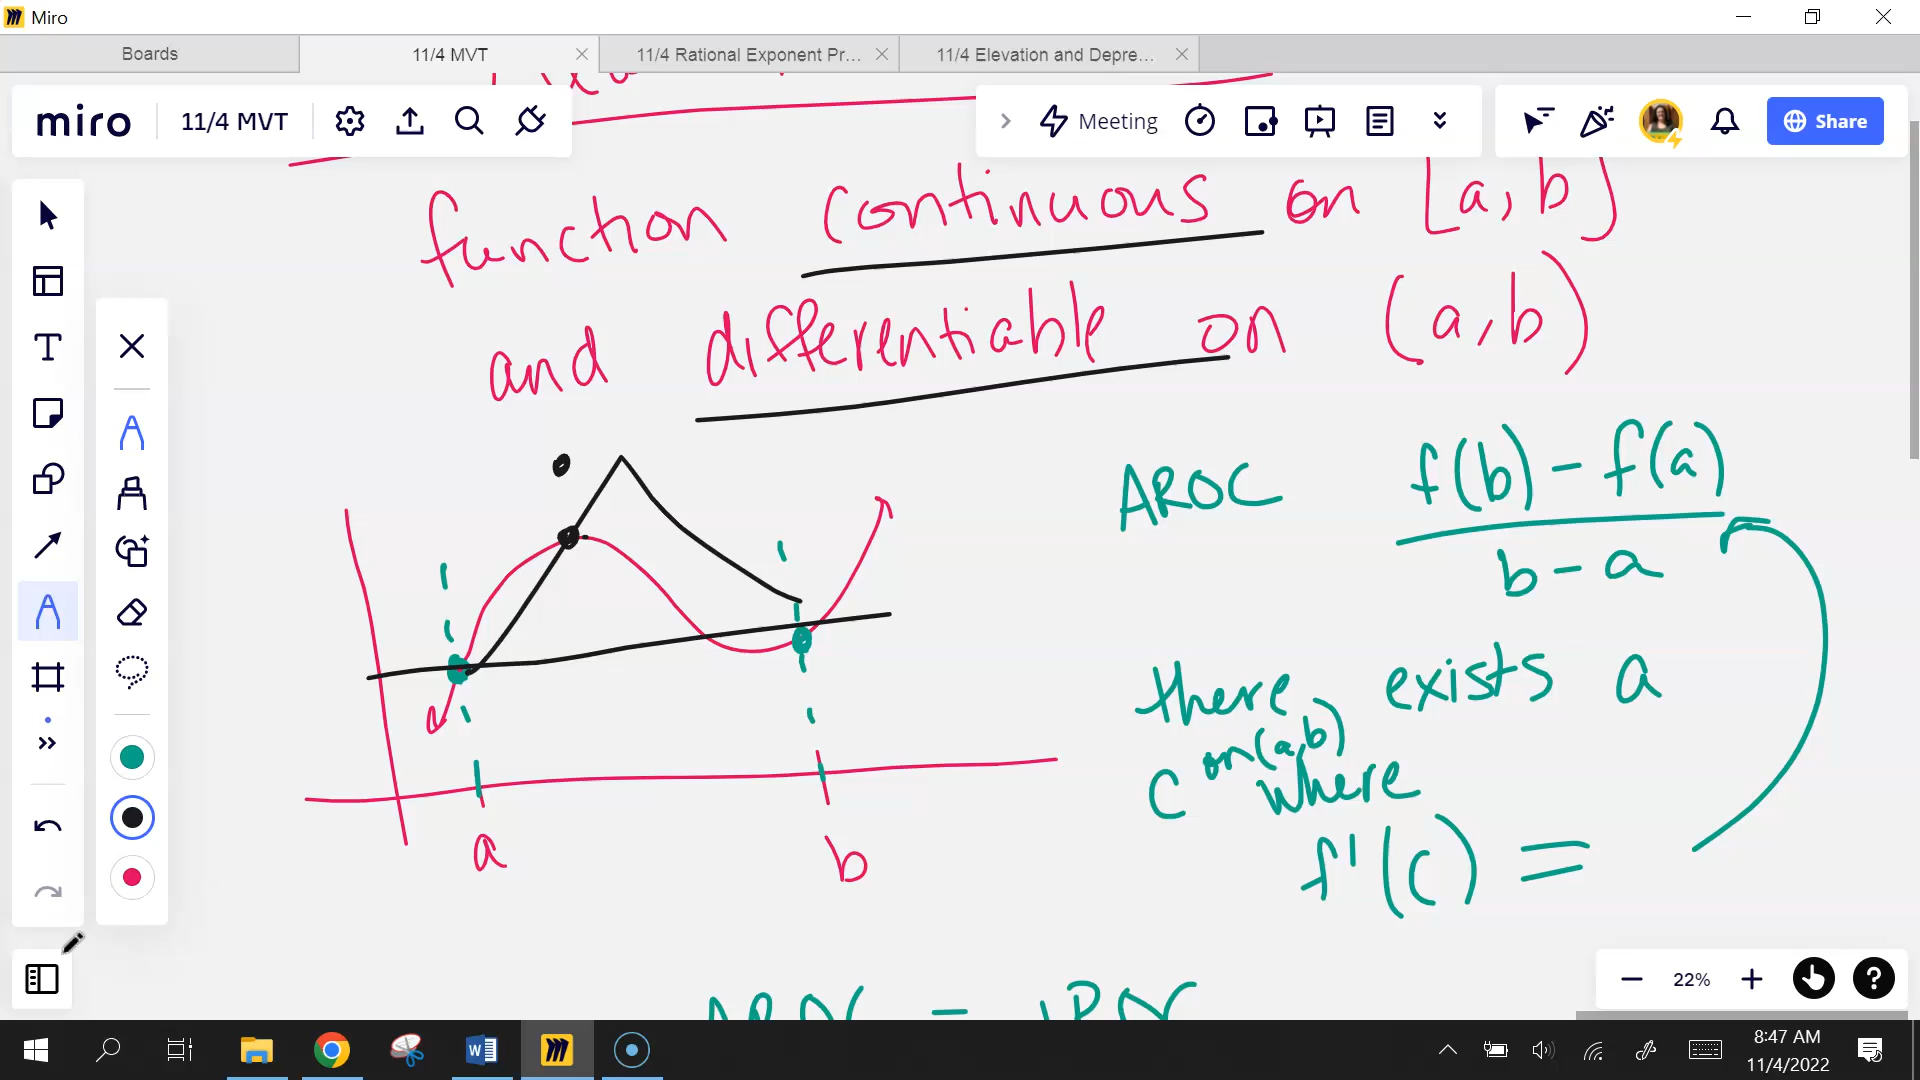 Miro
Boards
11/4 MVT
11/4 Rational Exponent Pr...
11/4 Elevation and Depre...
miro
11/4 MVT
Meeting
Share
function continuous on [a,b]
and differentiable on (a,b)
AROC
f(b) - f(a)
b - a
there exists a
on (a,b)
c where
f'(c) =
a
b
AROC = IROC
22%
8:47 AM
11/4/2022